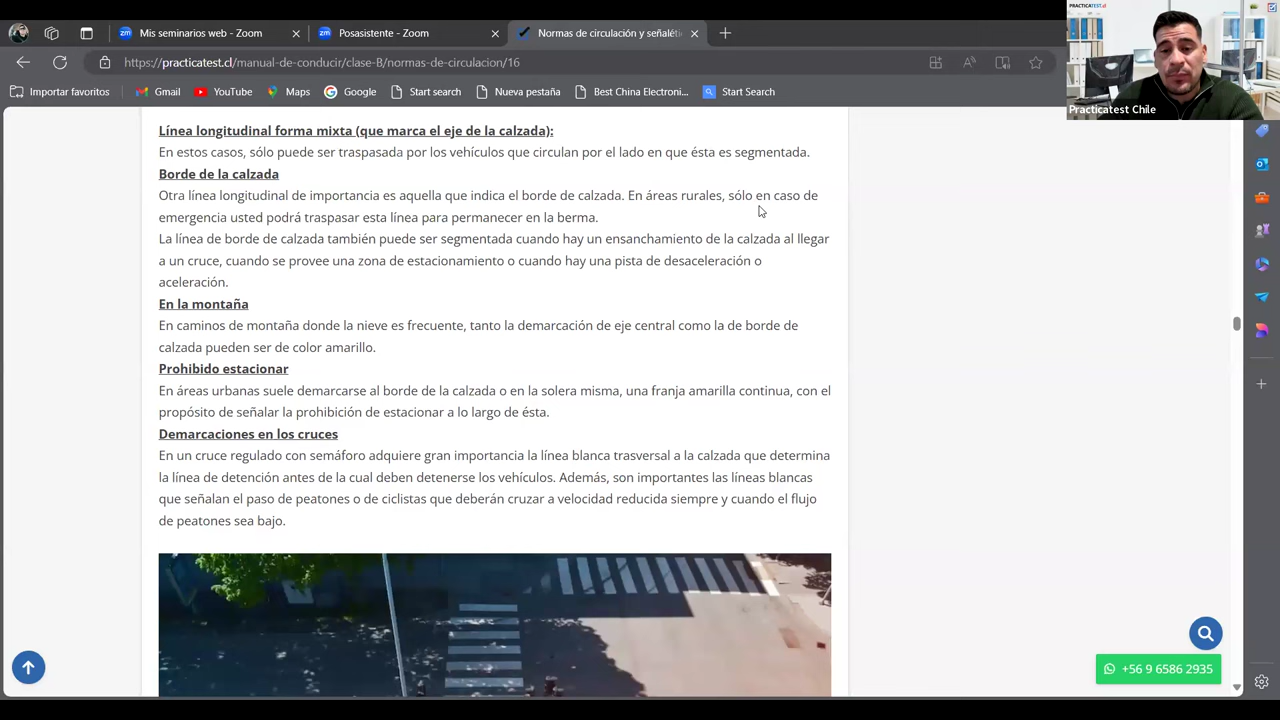 PRACTICATEST
Mis seminarios web - Zoom
Posasistente - Zoom
Normas de circulación y señaléti
https://practicatest.cl/manual-de-conducir/clase-B/normas-de-circulacion/16
Importar favoritos
Gmail
YouTube
Maps
Google
Start search
Nueva pestaña
Best China Electroni...
Start Search
Practicatest Chile
Línea longitudinal forma mixta (que marca el eje de la calzada):
En estos casos, sólo puede ser traspasada por los vehículos que circulan por el lado en que ésta es segmentada.
Borde de la calzada
Otra línea longitudinal de importancia es aquella que indica el borde de calzada. En áreas rurales, sólo en caso de
emergencia usted podrá traspasar esta línea para permanecer en la berma.
La línea de borde de calzada también puede ser segmentada cuando hay un ensanchamiento de la calzada al llegar
a un cruce, cuando se provee una zona de estacionamiento o cuando hay una pista de desaceleración o
aceleración.
En la montaña
En caminos de montaña donde la nieve es frecuente, tanto la demarcación de eje central como la de borde de
calzada pueden ser de color amarillo.
Prohibido estacionar
En áreas urbanas suele demarcarse al borde de la calzada o en la solera misma, una franja amarilla continua, con el
propósito de señalar la prohibición de estacionar a lo largo de ésta.
Demarcaciones en los cruces
En un cruce regulado con semáforo adquiere gran importancia la línea blanca trasversal a la calzada que determina
la línea de detención antes de la cual deben detenerse los vehículos. Además, son importantes las líneas blancas
que señalan el paso de peatones o de ciclistas que deberán cruzar a velocidad reducida siempre y cuando el flujo
de peatones sea bajo.
+56 9 6586 2935